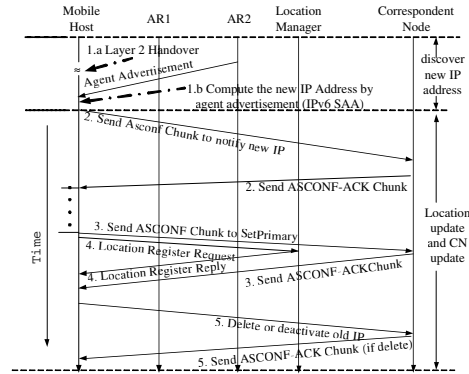 Mobile
Host
AR1
AR2
Location
Manager
Correspondent
Node
1.a Layer 2 Handover
≈
Agent Advertisement
1.b Compute the new IP Address by
agent advertisement (IPv6 SAA)
discover
new IP
address
2. Send Asconf Chunk to notify new IP
2. Send ASCONF-ACK Chunk
3. Send ASCONF Chunk to SetPrimary
4. Location Register Request
4. Location Register Reply
3. Send ASCONF-ACKChunk
Location
update
and CN
update
Time
5. Delete or deactivate old IP
5. Send ASCONF-ACK Chunk (if delete)